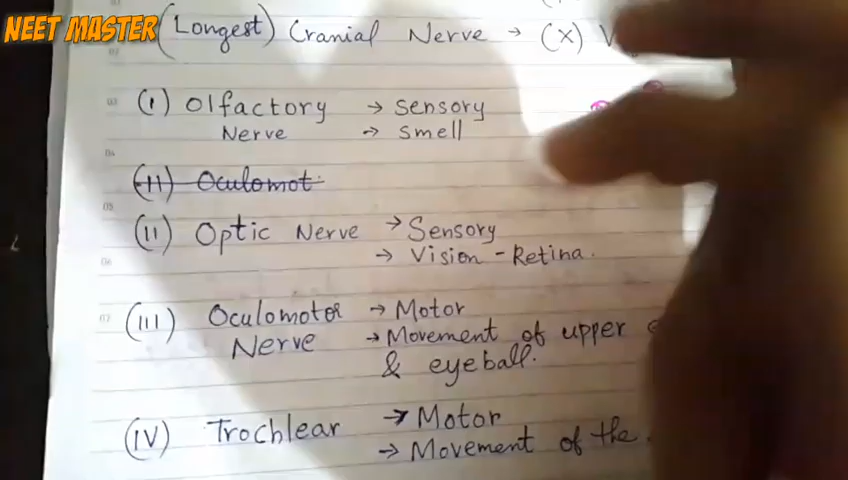 NEET MASTER
(Longest) Cranial Nerve → (X) V
(I) Olfactory → Sensory
Nerve → Smell
(II) Oculomot.
(II) Optic Nerve → Sensory
→ Vision - Retina.
(III) Oculomotor → Motor
Nerve → Movement of upper
& eyeball.
(IV) Trochlear → Motor
→ Movement of the